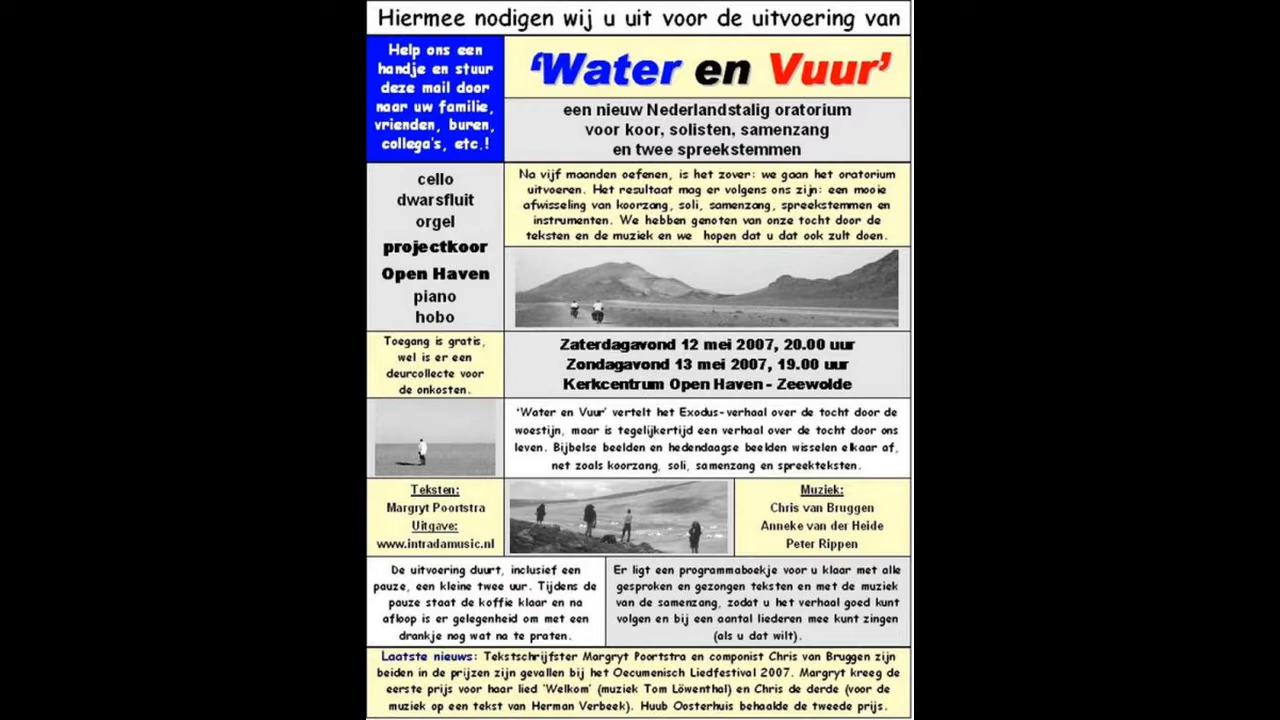 Hiermee nodigen wij u uit voor de uitvoering van
Help ons een
handje en stuur
deze mail door
naar uw familie,
vrienden, buren,
collega's, etc.!
‘Water en Vuur’
een nieuw Nederlandstalig oratorium
voor koor, solisten, samenzang
en twee spreekstemmen
cello
dwarsfluit
orgel
projectkoor
Open Haven
piano
hobo
Na vijf maanden oefenen, is het zover: we gaan het oratorium
uitvoeren. Het resultaat mag er volgens ons zijn: een mooie
afwisseling van koorzang, soli, samenzang, spreekstemmen en
instrumenten. We hebben genoten van onze tocht door de
teksten en de muziek en we hopen dat u dat ook zult doen.
Toegang is gratis,
wel is er een
deurcollecte voor
de onkosten.
Zaterdagavond 12 mei 2007, 20.00 uur
Zondagavond 13 mei 2007, 19.00 uur
Kerkcentrum Open Haven - Zeewolde
‘Water en Vuur’ vertelt het Exodus-verhaal over de tocht door de
woestijn, maar is tegelijkertijd een verhaal over de tocht door ons
leven. Bijbelse beelden en hedendaagse beelden wisselen elkaar af,
net zoals koorzang, soli, samenzang en spreekteksten.
Teksten:
Margryt Poortstra
Uitgave:
www.intradamusic.nl
Muziek:
Chris van Bruggen
Anneke van der Heide
Peter Rippen
De uitvoering duurt, inclusief een
pauze, een kleine twee uur. Tijdens de
pauze staat de koffie klaar en na
afloop is er gelegenheid om met een
drankje nog wat na te praten.
Er ligt een programmaboekje voor u klaar met alle
gesproken en gezongen teksten en met de muziek
van de samenzang, zodat u het verhaal goed kunt
volgen en bij een aantal liederen mee kunt zingen
(als u dat wilt).
Laatste nieuws: Tekstschrijfster Margryt Poortstra en componist Chris van Bruggen zijn
beiden in de prijzen zijn gevallen bij het Oecumenisch Liedfestival 2007. Margryt kreeg de
eerste prijs voor haar lied ‘Welkom’ (muziek Tom Löwenthal) en Chris de derde (voor de
muziek op een tekst van Herman Verbeek). Huub Oosterhuis behaalde de tweede prijs.